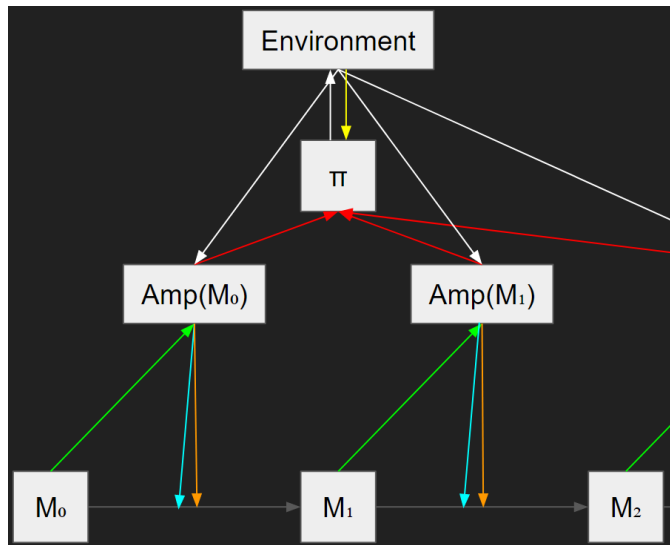 Environment
π
Amp(M₀)
Amp(M₁)
M₀
M₁
M₂